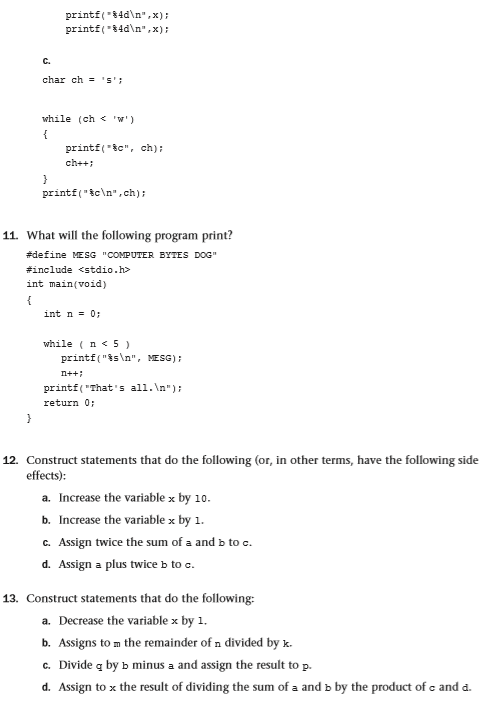 printf("%4d\n",x);
printf("%4d\n",x);
c.
char ch = 's';
while (ch < 'w')
{
printf("%c", ch);
ch++;
}
printf("%c\n",ch);
11. What will the following program print?
#define MESG "COMPUTER BYTES DOG"
#include <stdio.h>
int main(void)
{
int n = 0;
while ( n < 5 )
printf("%s\n", MESG);
n++;
printf("That's all.\n");
return 0;
}
12. Construct statements that do the following (or, in other terms, have the following side
effects):
a. Increase the variable x by 10.
b. Increase the variable x by 1.
c. Assign twice the sum of a and b to c.
d. Assign a plus twice b to c.
13. Construct statements that do the following:
a. Decrease the variable x by 1.
b. Assigns to m the remainder of n divided by k.
c. Divide q by b minus a and assign the result to p.
d. Assign to x the result of dividing the sum of a and b by the product of c and d.